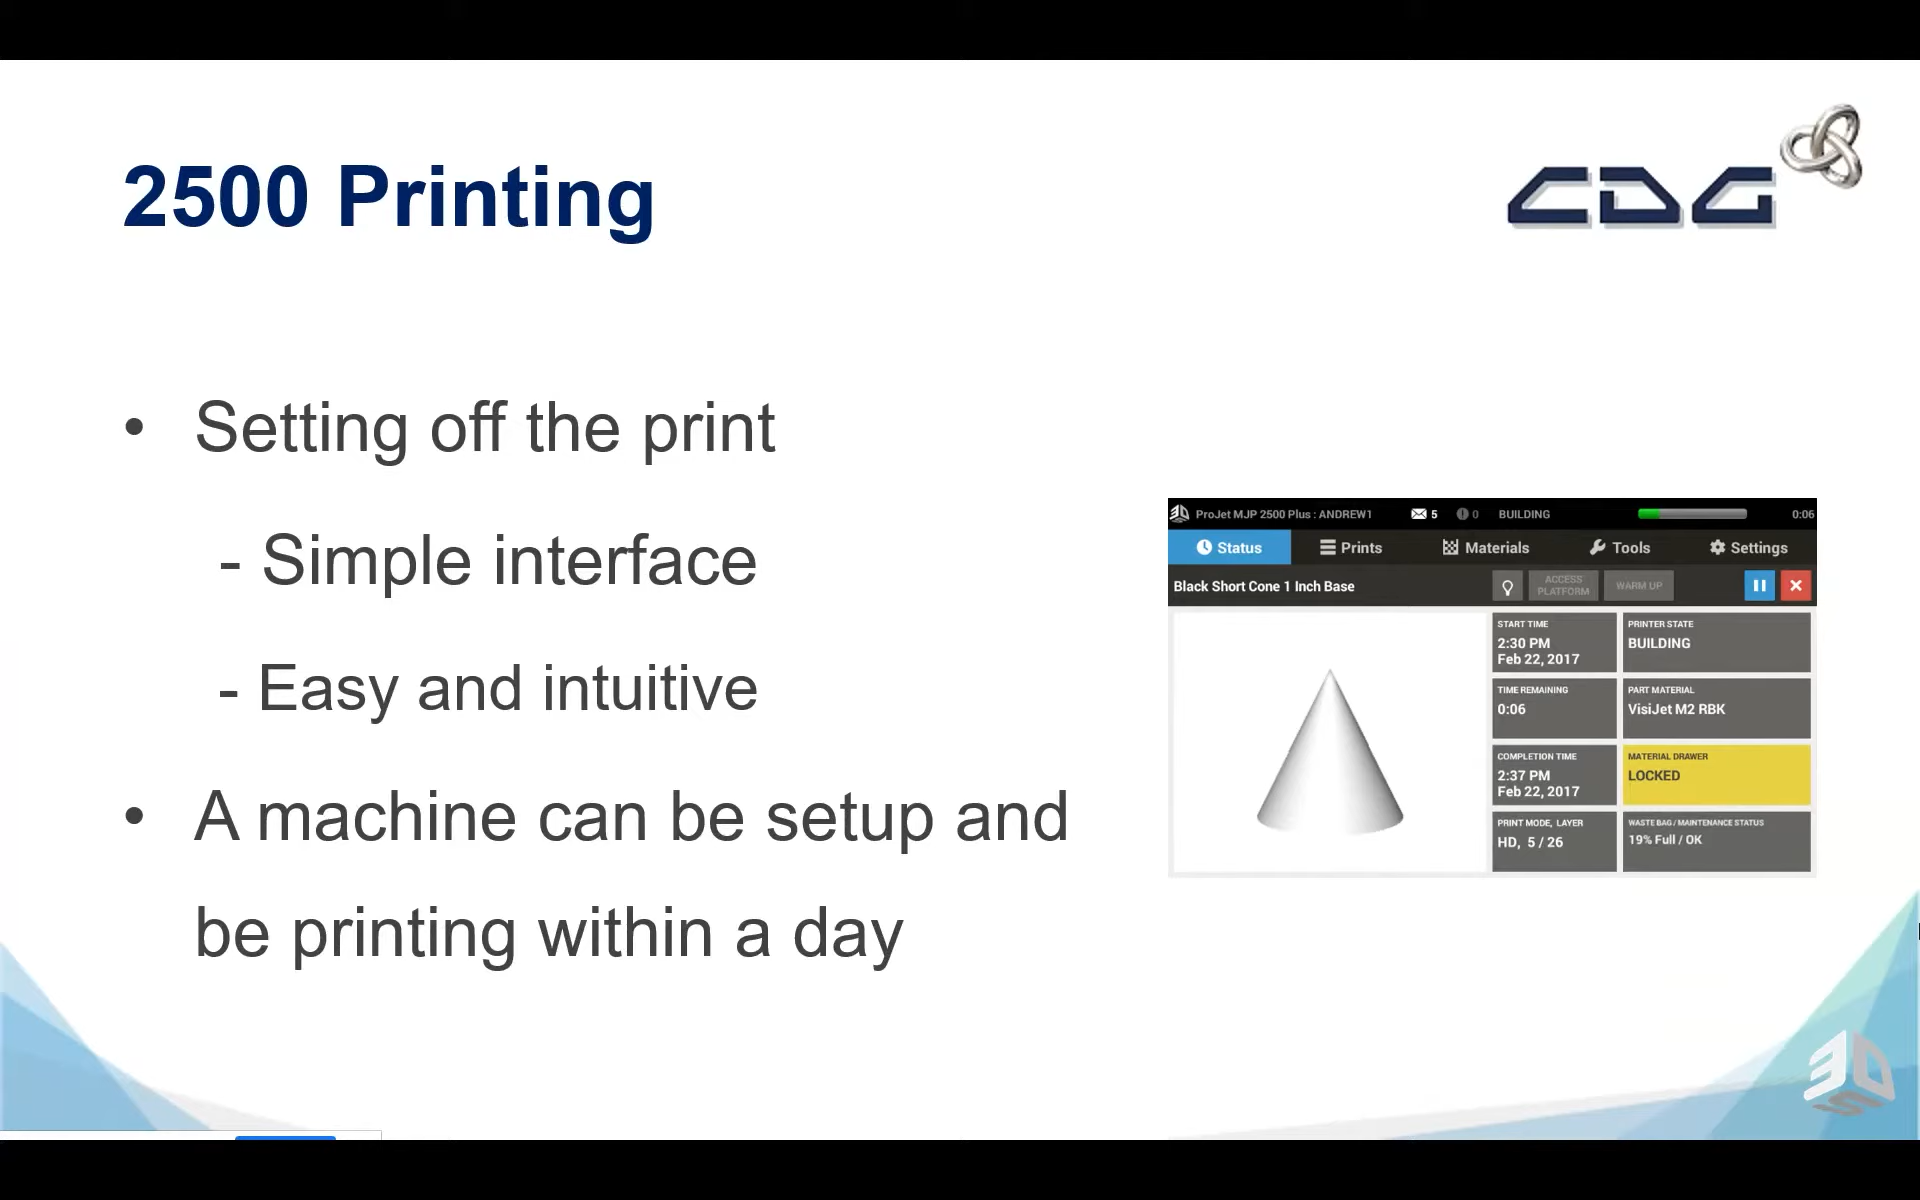 2500 Printing
CDG
• Setting off the print
- Simple interface
- Easy and intuitive
• A machine can be setup and
be printing within a day
ProJet MJP 2500 Plus : ANDREW1 5 0 BUILDING 0:06
Status Prints Materials Tools Settings
Black Short Cone 1 Inch Base
ACCESS
PLATFORM
WARM UP
START TIME
2:30 PM
Feb 22, 2017
PRINTER STATE
BUILDING
TIME REMAINING
0:06
PART MATERIAL
VisiJet M2 RBK
COMPLETION TIME
2:37 PM
Feb 22, 2017
MATERIAL DRAWER
LOCKED
PRINT MODE, LAYER
HD, 5 / 26
WASTE BAG / MAINTENANCE STATUS
19% Full / OK
3DS